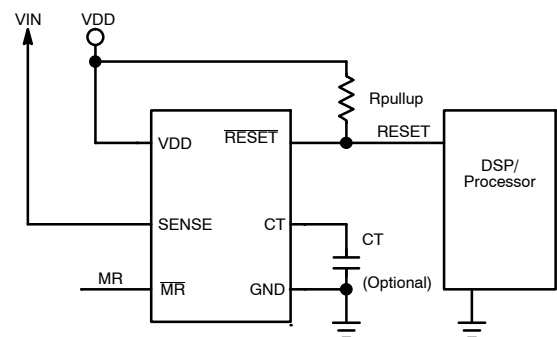 VIN
VDD
Rpullup
VDD
RESET
RESET
DSP/
Processor
SENSE
CT
CT
(Optional)
MR
MR
GND